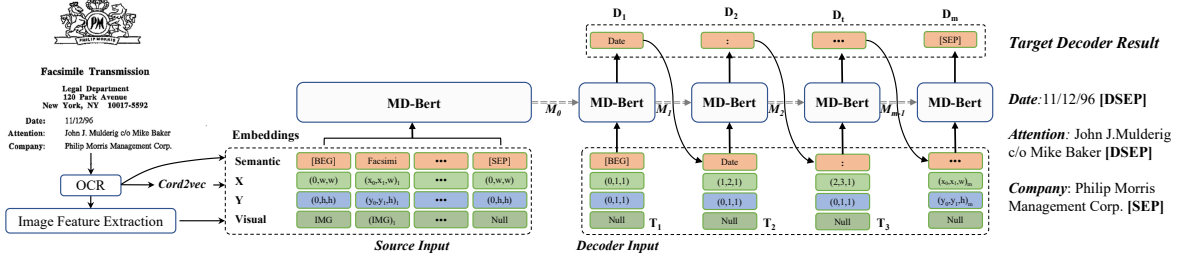 PM
PHILIP MORRIS
Facsimile Transmission
Legal Department
120 Park Avenue
New York, NY 10017-5592
Date: 11/12/96
Attention: John J. Mulderig c/o Mike Baker
Company: Philip Morris Management Corp.
OCR
Cord2vec
Image Feature Extraction
MD-Bert
Embeddings
Semantic [BEG] Facsimi ••• [SEP]
X (0,w,w) (x0,x1,w)1 ••• (0,w,w)
Y (0,h,h) (y0,y1,h)1 ••• (0,h,h)
Visual IMG (IMG)1 ••• Null
Source Input
D1 D2 Dt Dm
Date : ••• [SEP]
MD-Bert MD-Bert MD-Bert MD-Bert
M0 M1 M2 Mm-1
[BEG] Date : •••
(0,1,1) (1,2,1) (2,3,1) (x0,x1,w)m
(0,1,1) (0,1,1) (0,1,1) (y0,y1,h)m
Null Null Null Null
T1 T2 T3
Decoder Input
Target Decoder Result
Date:11/12/96 [DSEP]
Attention: John J.Mulderig
c/o Mike Baker [DSEP]
Company: Philip Morris
Management Corp. [SEP]